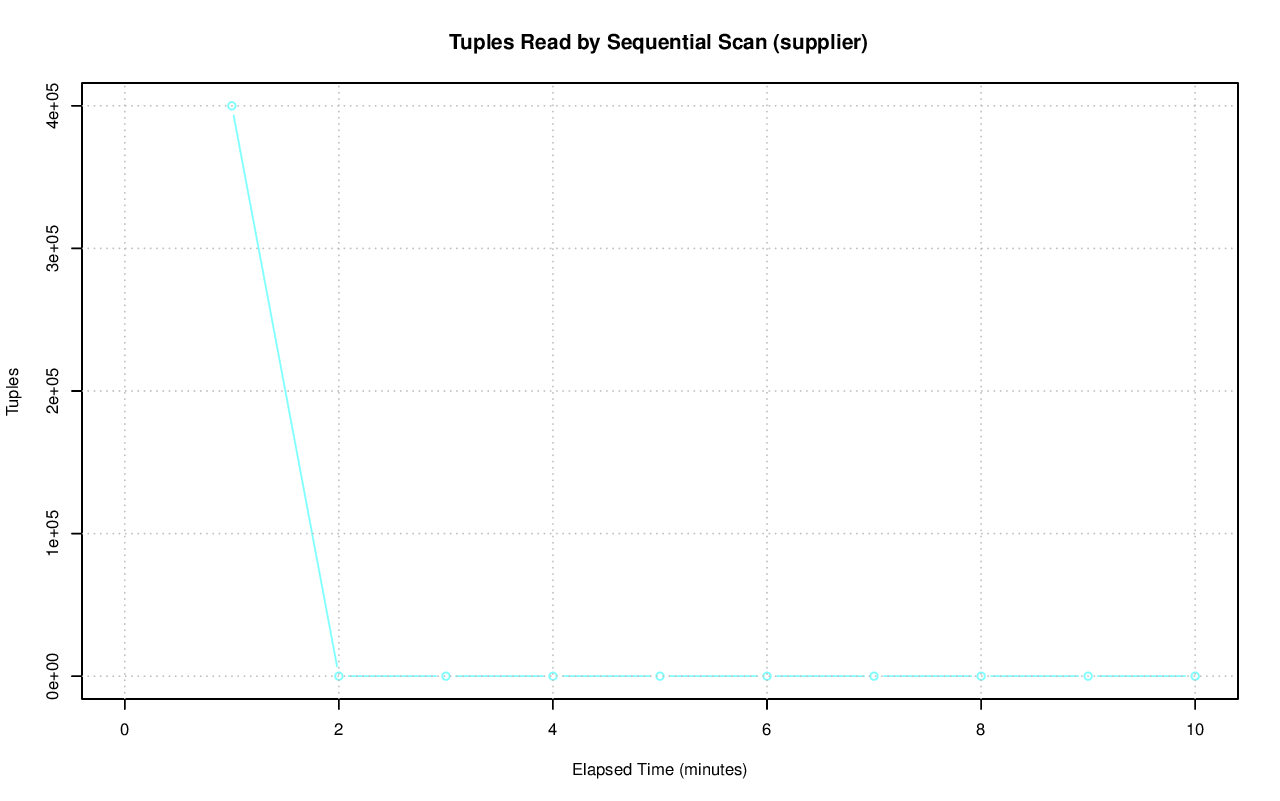 Tuples Read by Sequential Scan (supplier)
Tuples
4e+05
3e+05
2e+05
1e+05
0e+00
0 2 4 6 8 10
Elapsed Time (minutes)